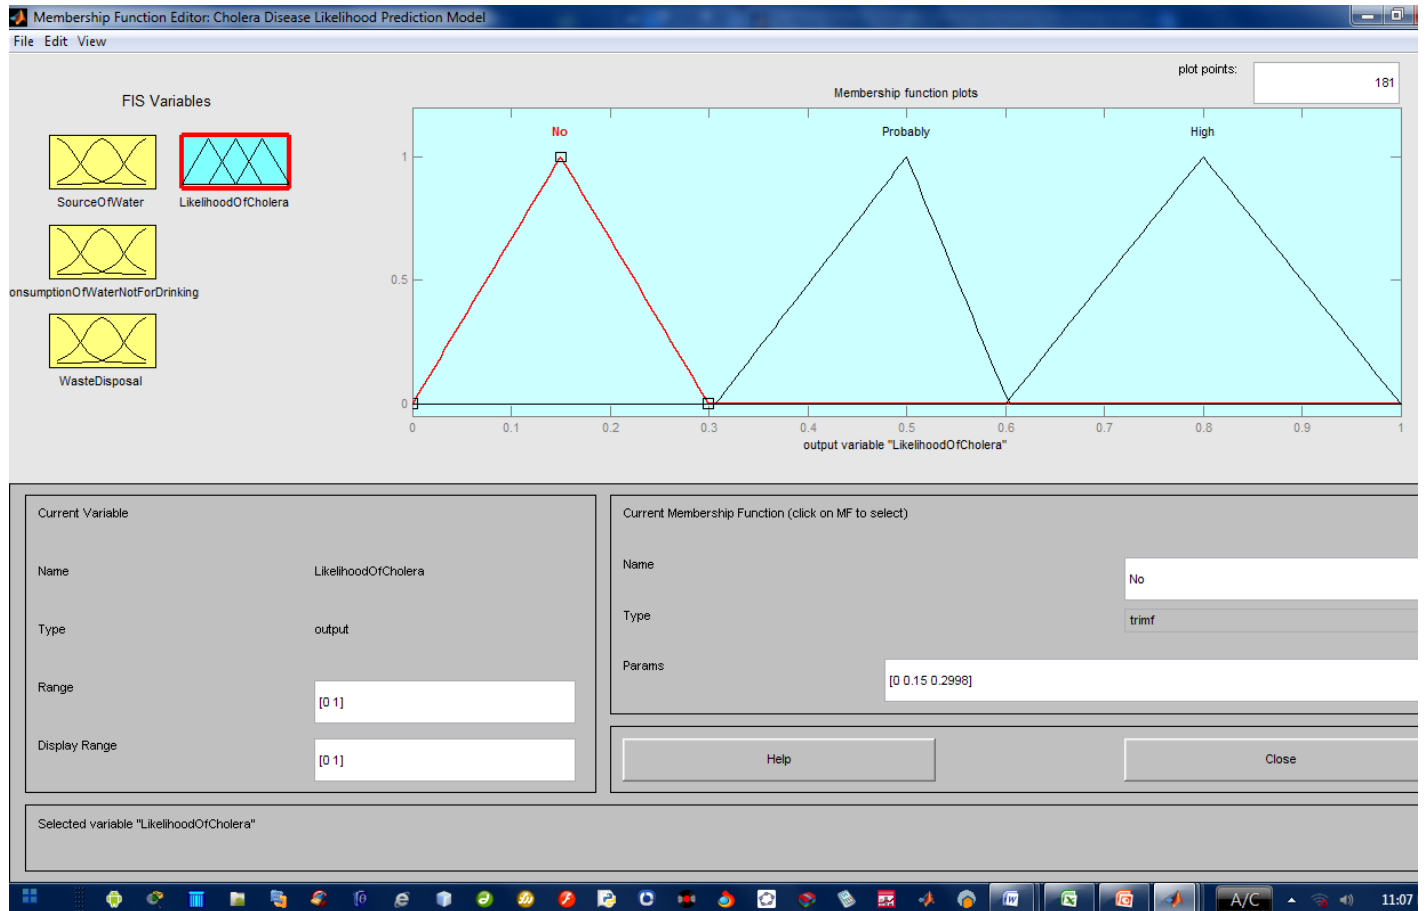 Membership Function Editor: Cholera Disease Likelihood Prediction Model
File Edit View
plot points:
181
FIS Variables
Membership function plots
SourceOfWater
LikelihoodOfCholera
onsumptionOfWaterNotForDrinking
WasteDisposal
No
Probably
High
1
0.5
0
0 0.1 0.2 0.3 0.4 0.5 0.6 0.7 0.8 0.9 1
output variable "LikelihoodOfCholera"
Current Variable
Name LikelihoodOfCholera
Type output
Range [0 1]
Display Range [0 1]
Current Membership Function (click on MF to select)
Name No
Type trimf
Params [0 0.15 0.2998]
Help
Close
Selected variable "LikelihoodOfCholera"
A/C
11:07